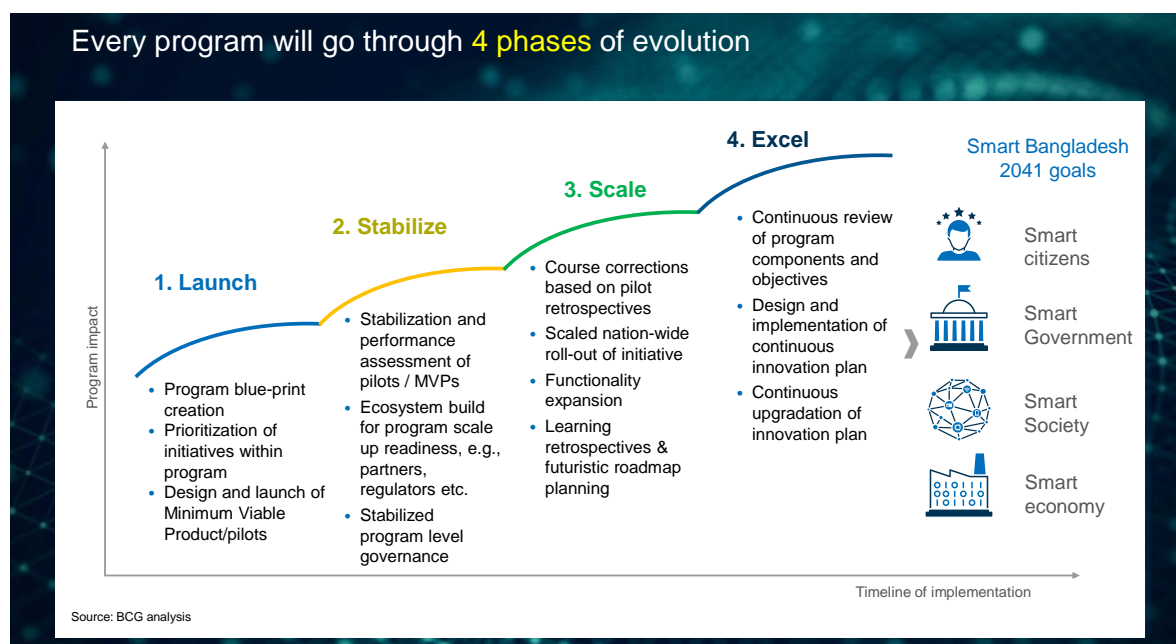 Every program will go through 4 phases of evolution
Program impact
1. Launch
• Program blue-print
creation
• Prioritization of
initiatives within
program
• Design and launch of
Minimum Viable
Product/pilots
2. Stabilize
• Stabilization and
performance
assessment of
pilots / MVPs
• Ecosystem build
for program scale
up readiness, e.g.,
partners,
regulators etc.
• Stabilized
program level
governance
3. Scale
• Course corrections
based on pilot
retrospectives
• Scaled nation-wide
roll-out of initiative
• Functionality
expansion
• Learning
retrospectives &
futuristic roadmap
planning
4. Excel
• Continuous review
of program
components and
objectives
• Design and
implementation of
continuous
innovation plan
• Continuous
upgradation of
innovation plan
Smart Bangladesh
2041 goals
Smart
citizens
Smart
Government
Smart
Society
Smart
economy
Timeline of implementation
Source: BCG analysis